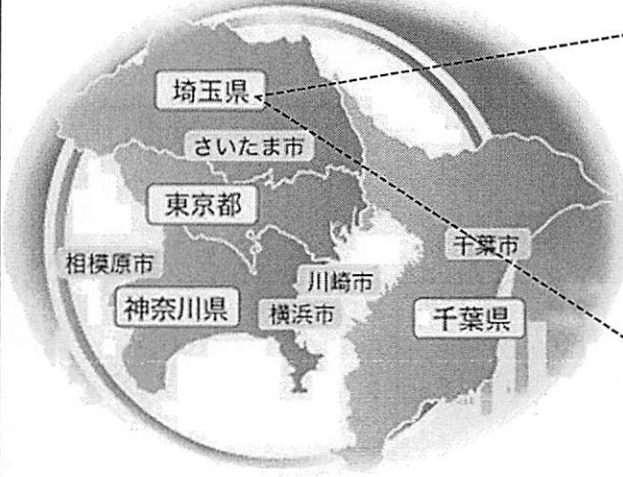 埼玉県
さいたま市
東京都
千葉市
相模原市
川崎市
神奈川県
横浜市
千葉県